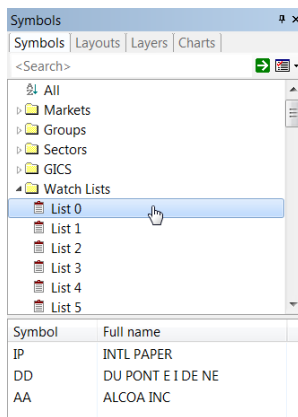 Symbols
Symbols Layouts Layers Charts
<Search>
All
Markets
Groups
Sectors
GICS
Watch Lists
List 0
List 1
List 2
List 3
List 4
List 5
Symbol Full name
IP INTL PAPER
DD DU PONT E I DE NE
AA ALCOA INC